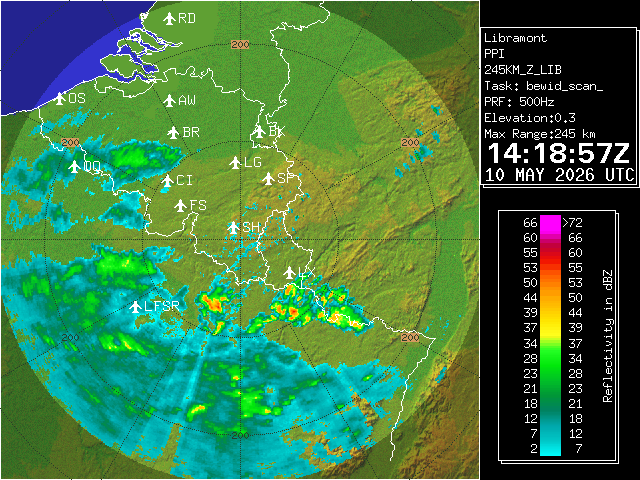 RD
200
OS
AW
BR
BK
200
200
WO
LG
CI
SP
FS
SH
LX
LFSR
200
200
200
Libramont
PPI
245KM_Z_LIB
Task: bewid_scan_
PRF: 500Hz
Elevation:0.3
Max Range:245 km
14:18:57Z
10 MAY 2026 UTC
66 >72
60 66
55 60
53 55
50 53
44 50
39 44
37 39
34 37
28 34
23 28
21 23
18 21
12 18
7 12
2 7
Reflectivity in dBZ